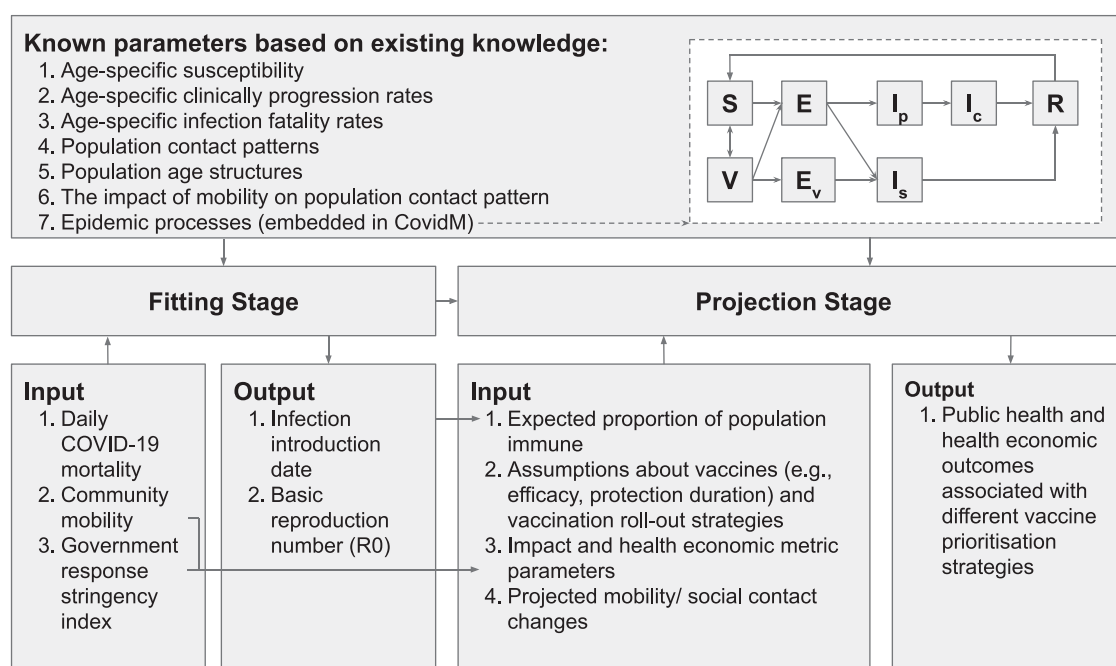 Known parameters based on existing knowledge:
1. Age-specific susceptibility
2. Age-specific clinically progression rates
3. Age-specific infection fatality rates
4. Population contact patterns
5. Population age structures
6. The impact of mobility on population contact pattern
7. Epidemic processes (embedded in CovidM)
S E Ip Ic R
V Ev Is
Fitting Stage
Projection Stage
Input
1. Daily
COVID-19
mortality
2. Community
mobility
3. Government
response
stringency
index
Output
1. Infection
introduction
date
2. Basic
reproduction
number (R0)
Input
1. Expected proportion of population
immune
2. Assumptions about vaccines (e.g.,
efficacy, protection duration) and
vaccination roll-out strategies
3. Impact and health economic metric
parameters
4. Projected mobility/ social contact
changes
Output
1. Public health and
health economic
outcomes
associated with
different vaccine
prioritisation
strategies